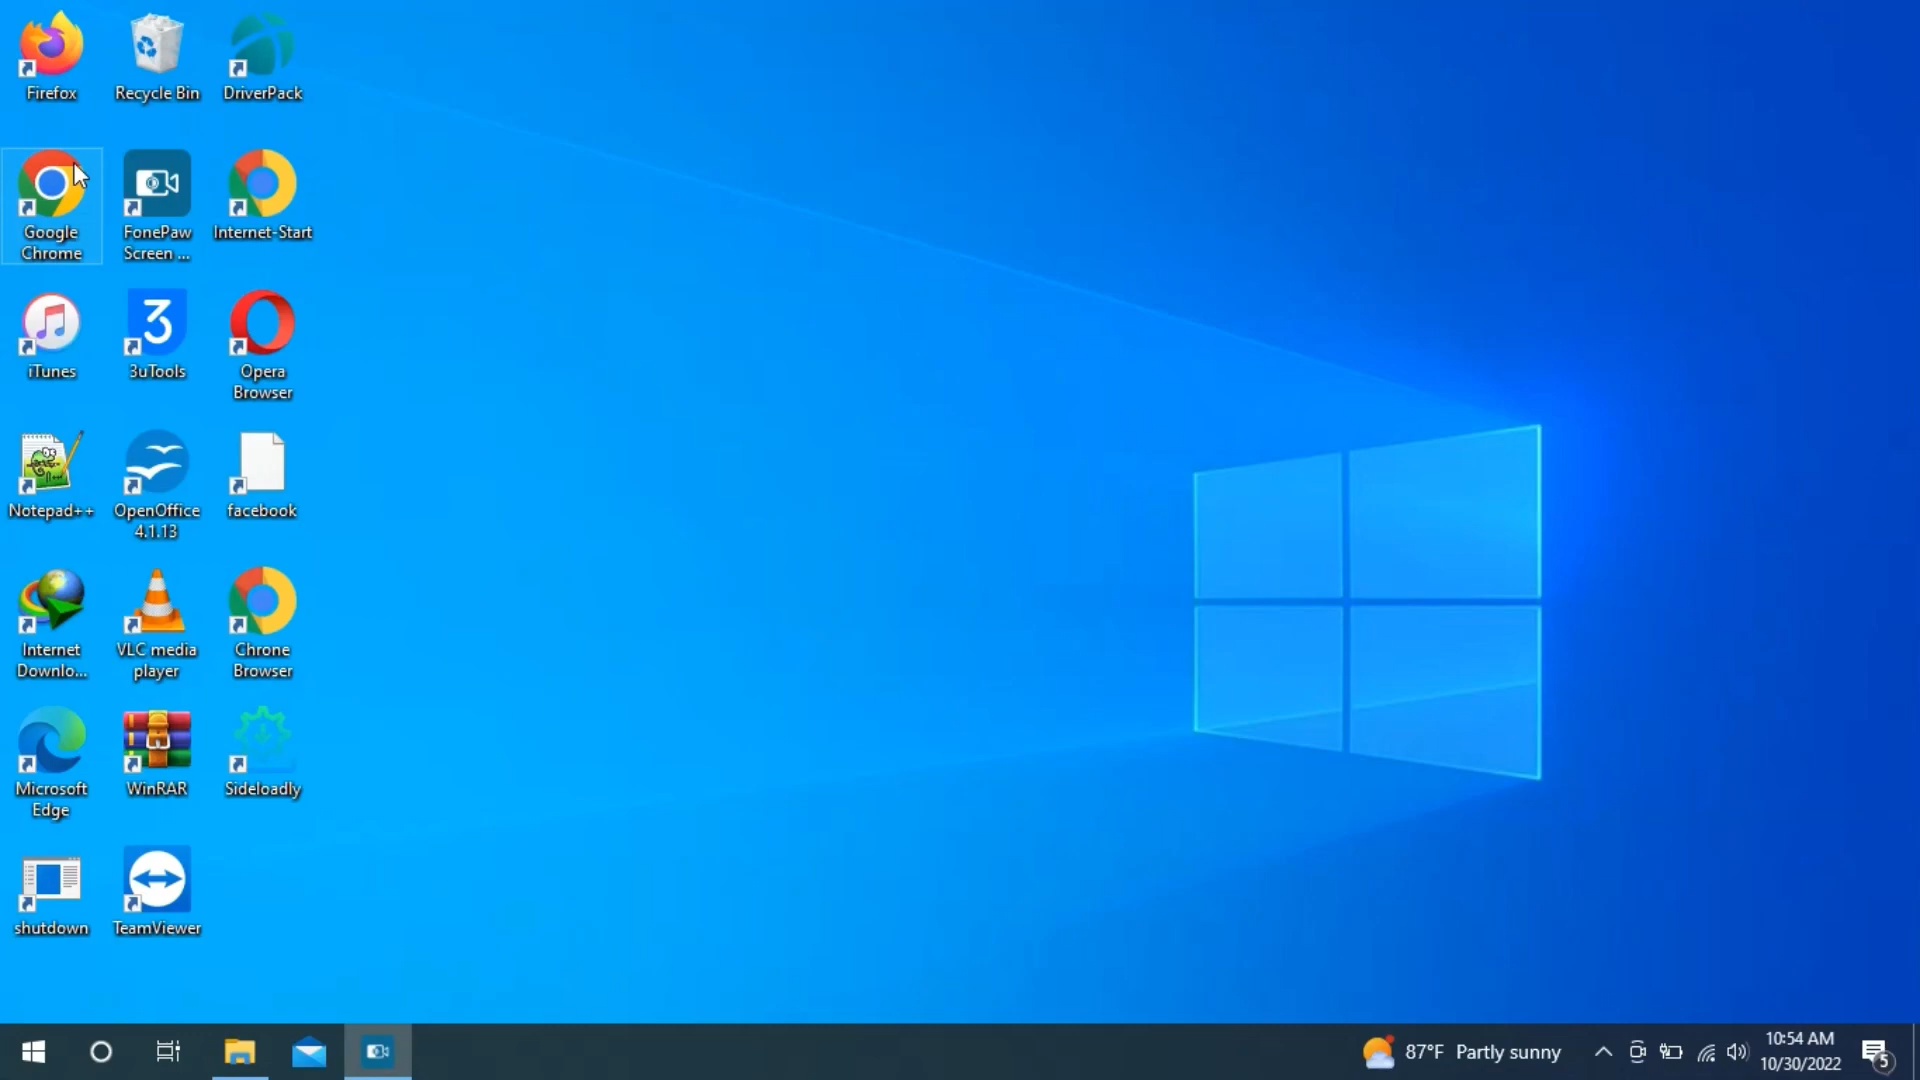 Firefox
Recycle Bin
DriverPack
Google
Chrome
FonePaw
Screen ...
Internet-Start
iTunes
3
3uTools
Opera
Browser
Notepad++
OpenOffice
4.1.13
facebook
Internet
Downlo...
VLC media
player
Chrone
Browser
Microsoft
Edge
WinRAR
Sideloadly
shutdown
TeamViewer
87°F Partly sunny
10:54 AM
10/30/2022
5